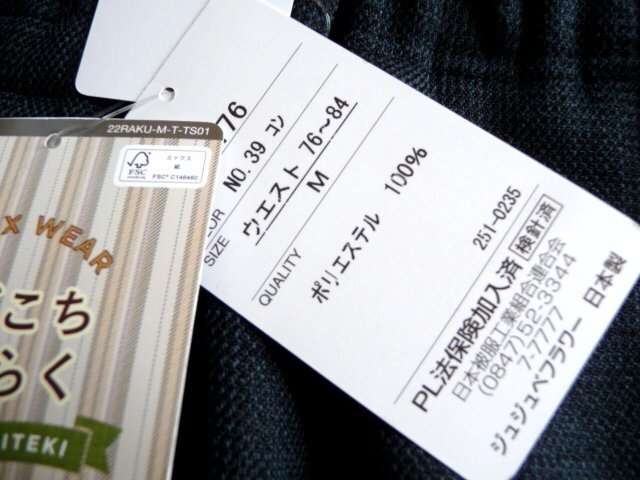 22RAKU-M-T-TS01
FSC
ミックス
紙
FSC® C146460
X WEAR
こち
らく
ITEKI
276
NO. 39 コン
SIZE
ウエスト 76～84
M
QUALITY
ポリエステル 100%
251-0235
PL法保険加入済 検針済
日本被服工業組合連合会
(0847)52-3344
7-7777
ジュジュベフラワー 日本製